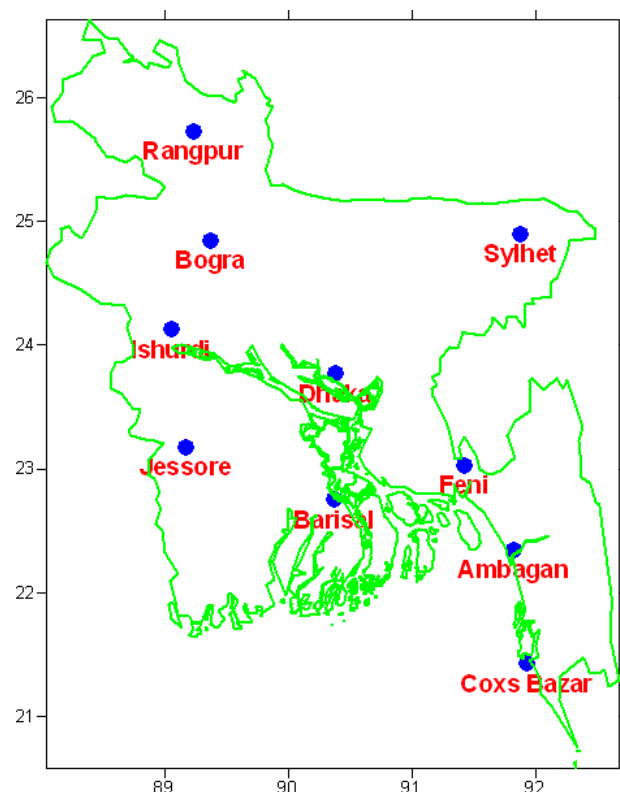 26
Rangpur
25
Sylhet
Bogra
24
Ishurdi
Dhaka
23
Jessore
Feni
Barisal
22
Ambagan
Coxs Bazar
21
89 90 91 92